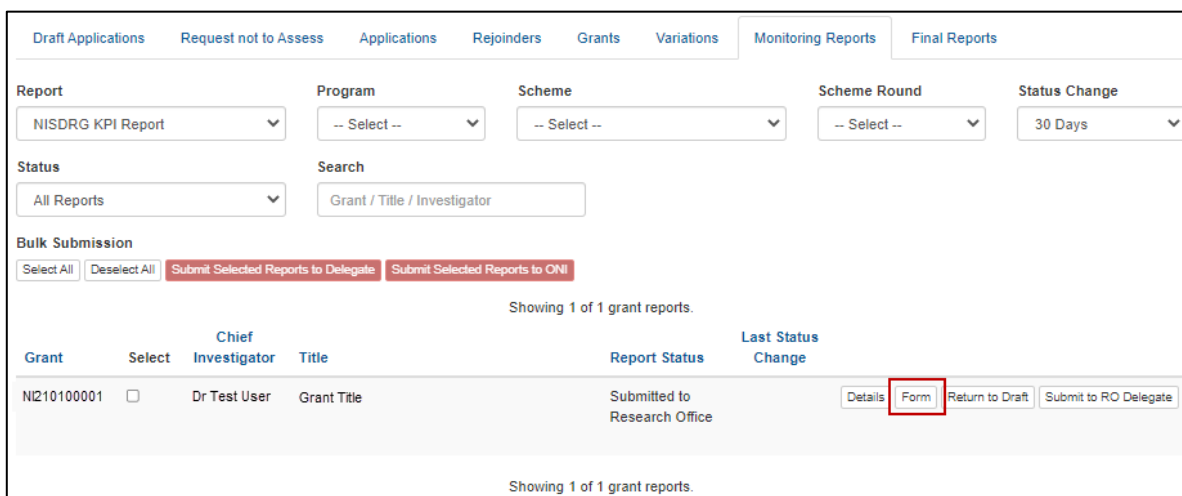 Draft Applications Request not to Assess Applications Rejoinders Grants Variations Monitoring Reports Final Reports
Report Program Scheme Scheme Round Status Change
NISDRG KPI Report -- Select -- -- Select -- -- Select -- 30 Days
Status Search
All Reports Grant / Title / Investigator
Bulk Submission
Select All Deselect All Submit Selected Reports to Delegate Submit Selected Reports to ONI
Showing 1 of 1 grant reports.
Chief Last Status
Grant Select Investigator Title Report Status Change
NI210100001 Dr Test User Grant Title Submitted to Details Form Return to Draft Submit to RO Delegate
Research Office
Showing 1 of 1 grant reports.